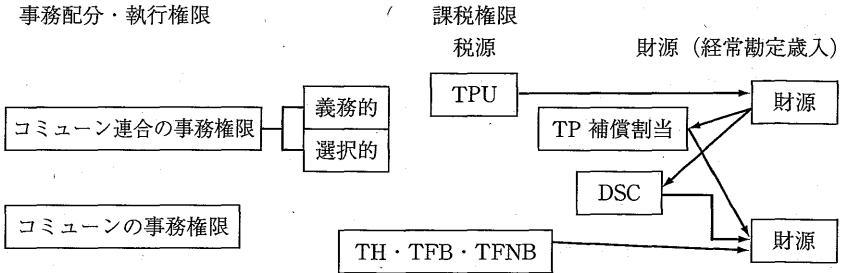 事務配分・執行権限
課税権限
税源
財源（経常勘定歳入）
TPU
財源
義務的
コミューン連合の事務権限
選択的
TP 補償割当
DSC
コミューンの事務権限
TH・TFB・TFNB
財源